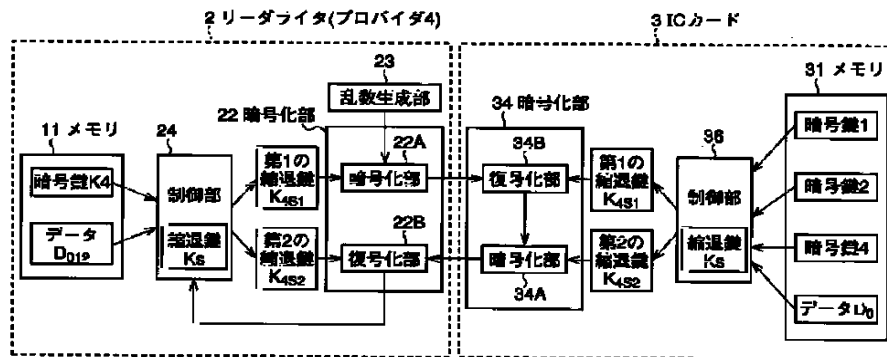 2 リーダライタ(プロバイダ4)
3 ICカード
23
乱数生成部
31 メモリ
22 暗号化部
34 暗号化部
11 メモリ
24
22A
34B
36
暗号鍵K4
データ
D012
制御部
縮退鍵
Ks
第1の
縮退鍵
K4S1
暗号化部
復号化部
第1の
縮退鍵
K4S1
制御部
縮退鍵
Ks
暗号鍵1
暗号鍵2
暗号鍵4
データD0
22B
第2の
縮退鍵
K4S2
復号化部
暗号化部
34A
第2の
縮退鍵
K4S2